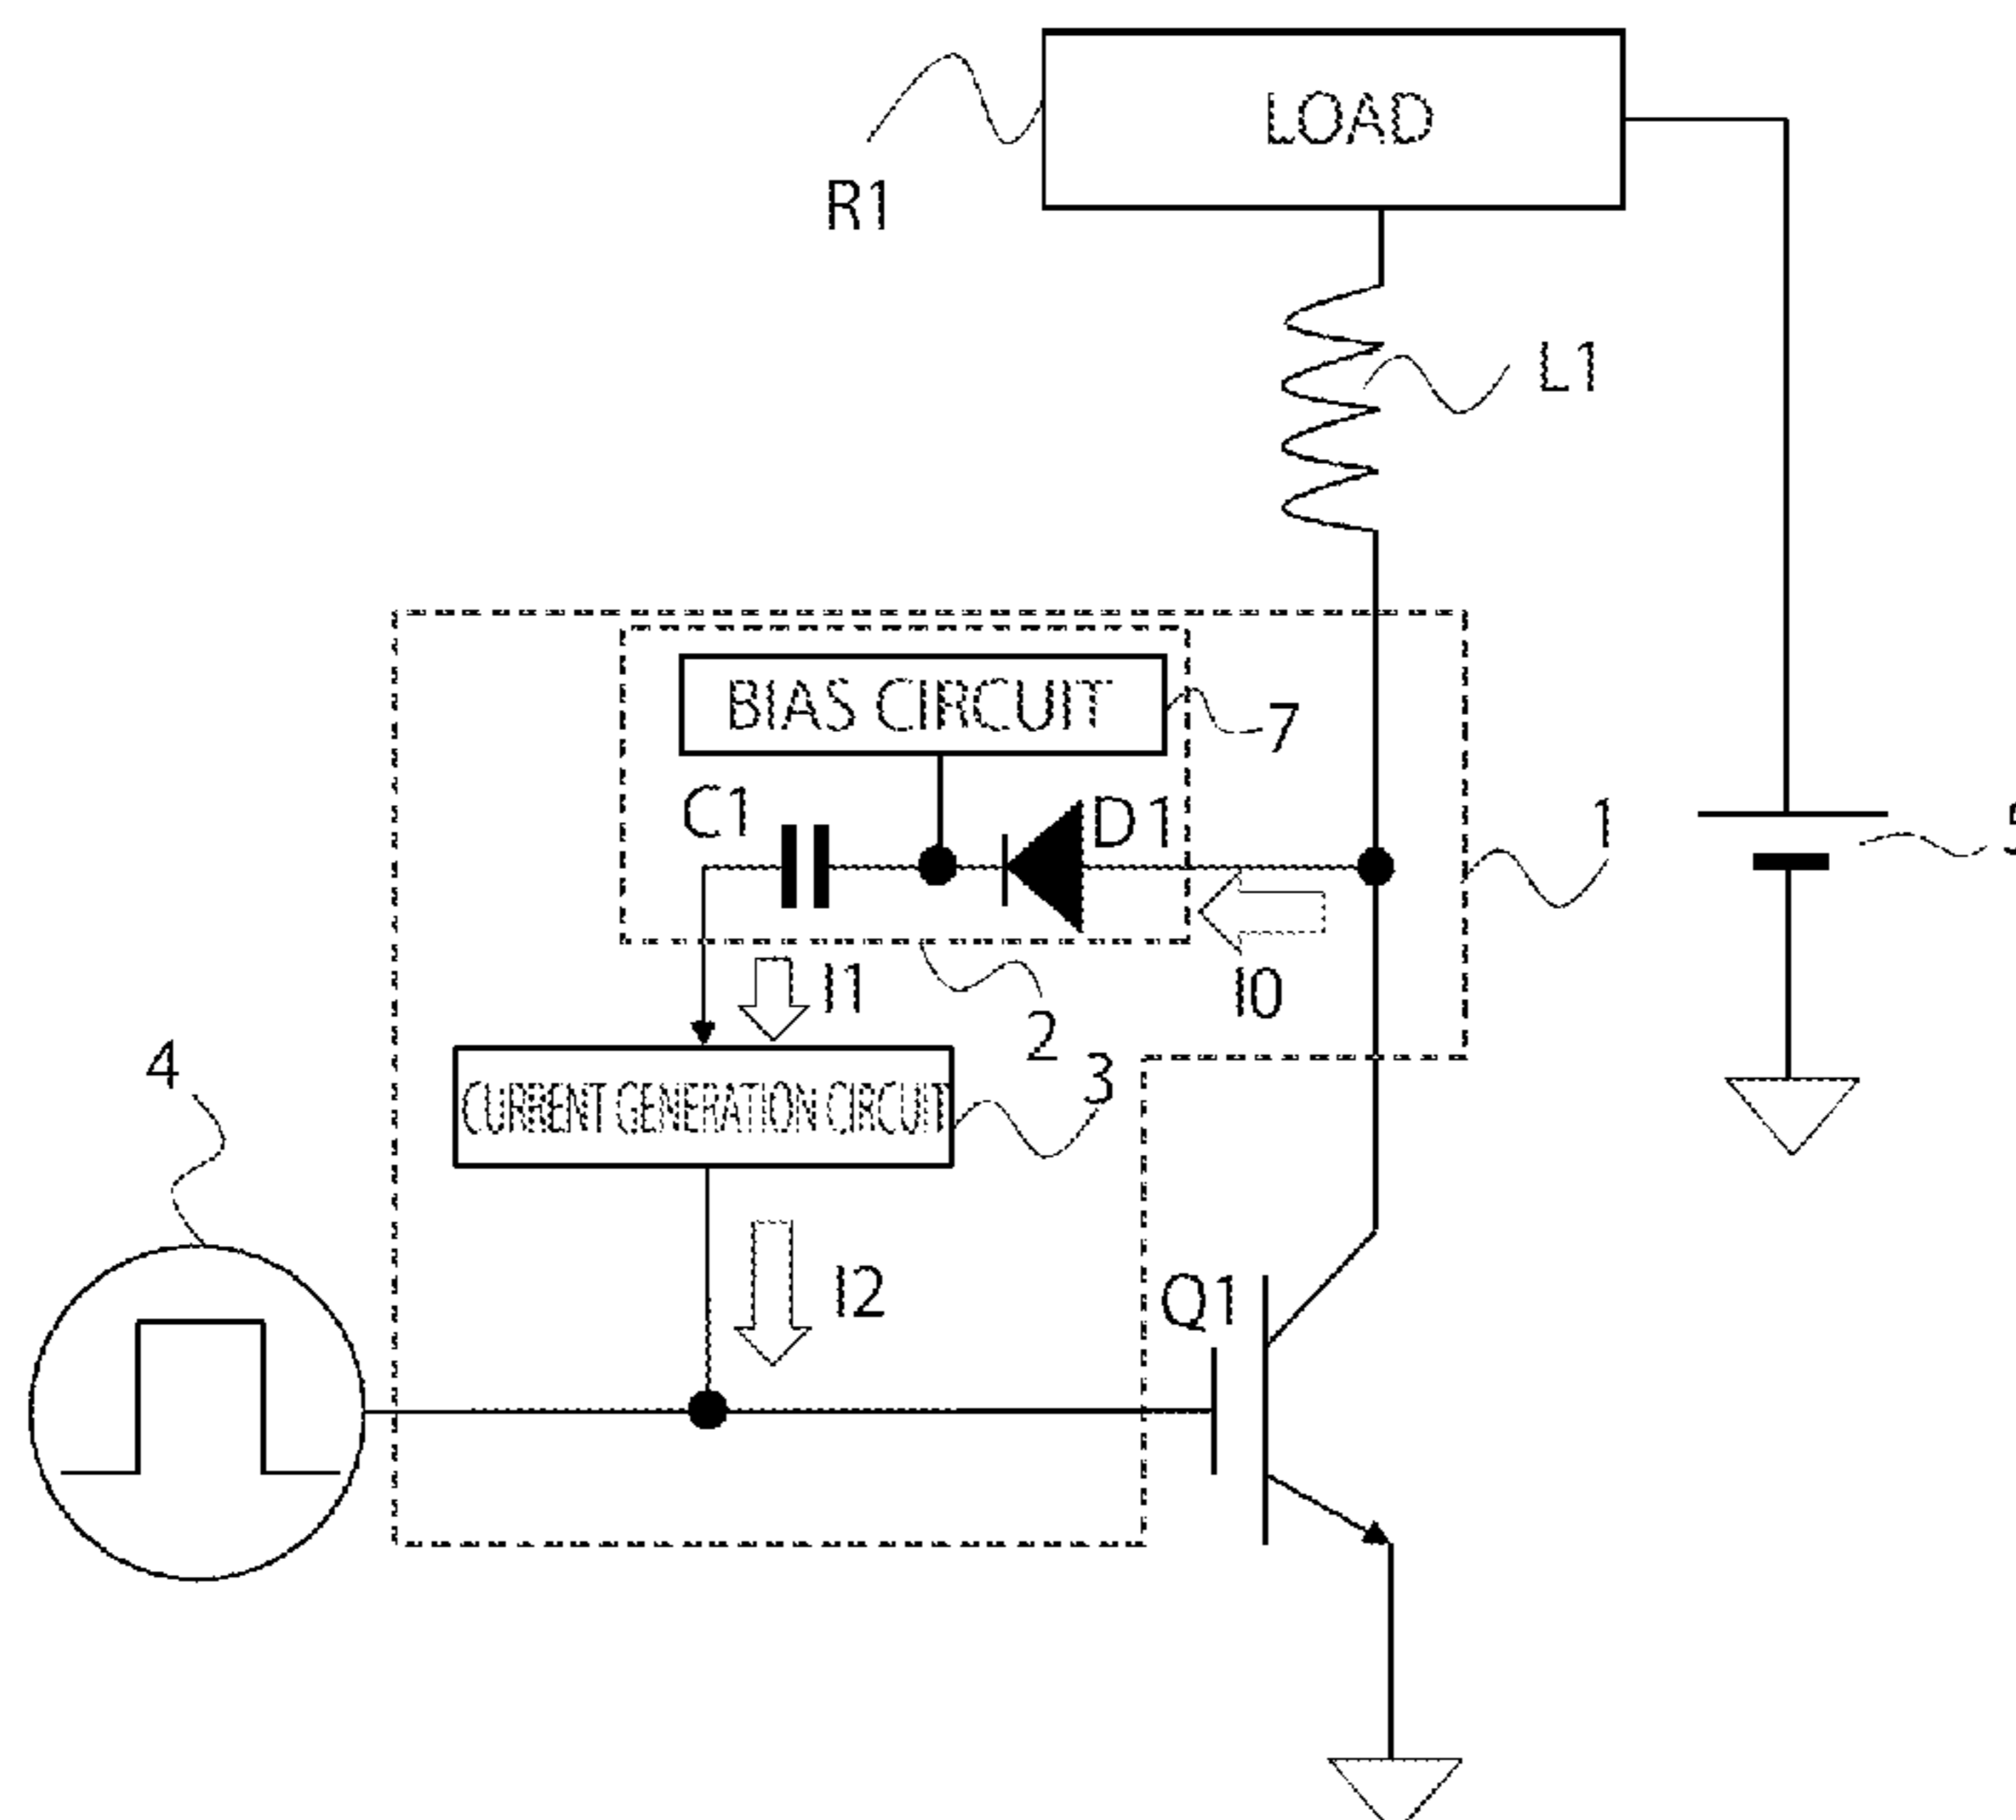 LOAD
R1
L1
BIAS CIRCUIT
7
C1
D1
1
I1
I0
2
3
4
CURRENT GENERATION CIRCUIT
I2
Q1